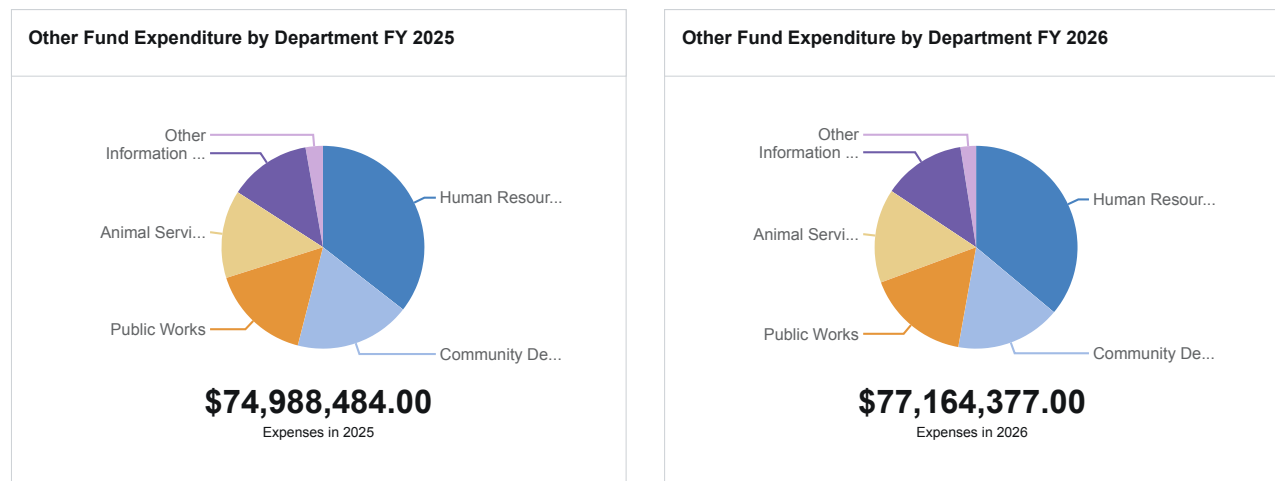 Other Fund Expenditure by Department FY 2025
Other
Information ...
Human Resour...
Animal Servi...
Public Works
Community De...
$74,988,484.00
Expenses in 2025
Other Fund Expenditure by Department FY 2026
Other
Information ...
Human Resour...
Animal Servi...
Public Works
Community De...
$77,164,377.00
Expenses in 2026